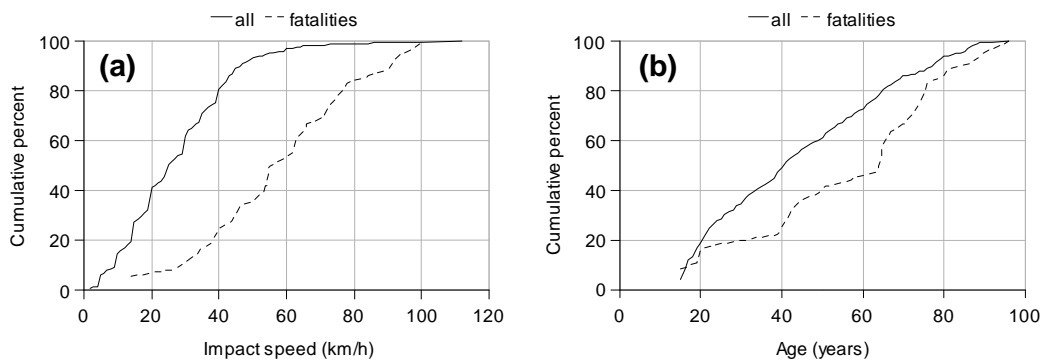 all fatalities
(a)
Cumulative percent
100
80
60
40
20
0
0 20 40 60 80 100 120
Impact speed (km/h)
all fatalities
(b)
Cumulative percent
100
80
60
40
20
0
0 20 40 60 80 100
Age (years)